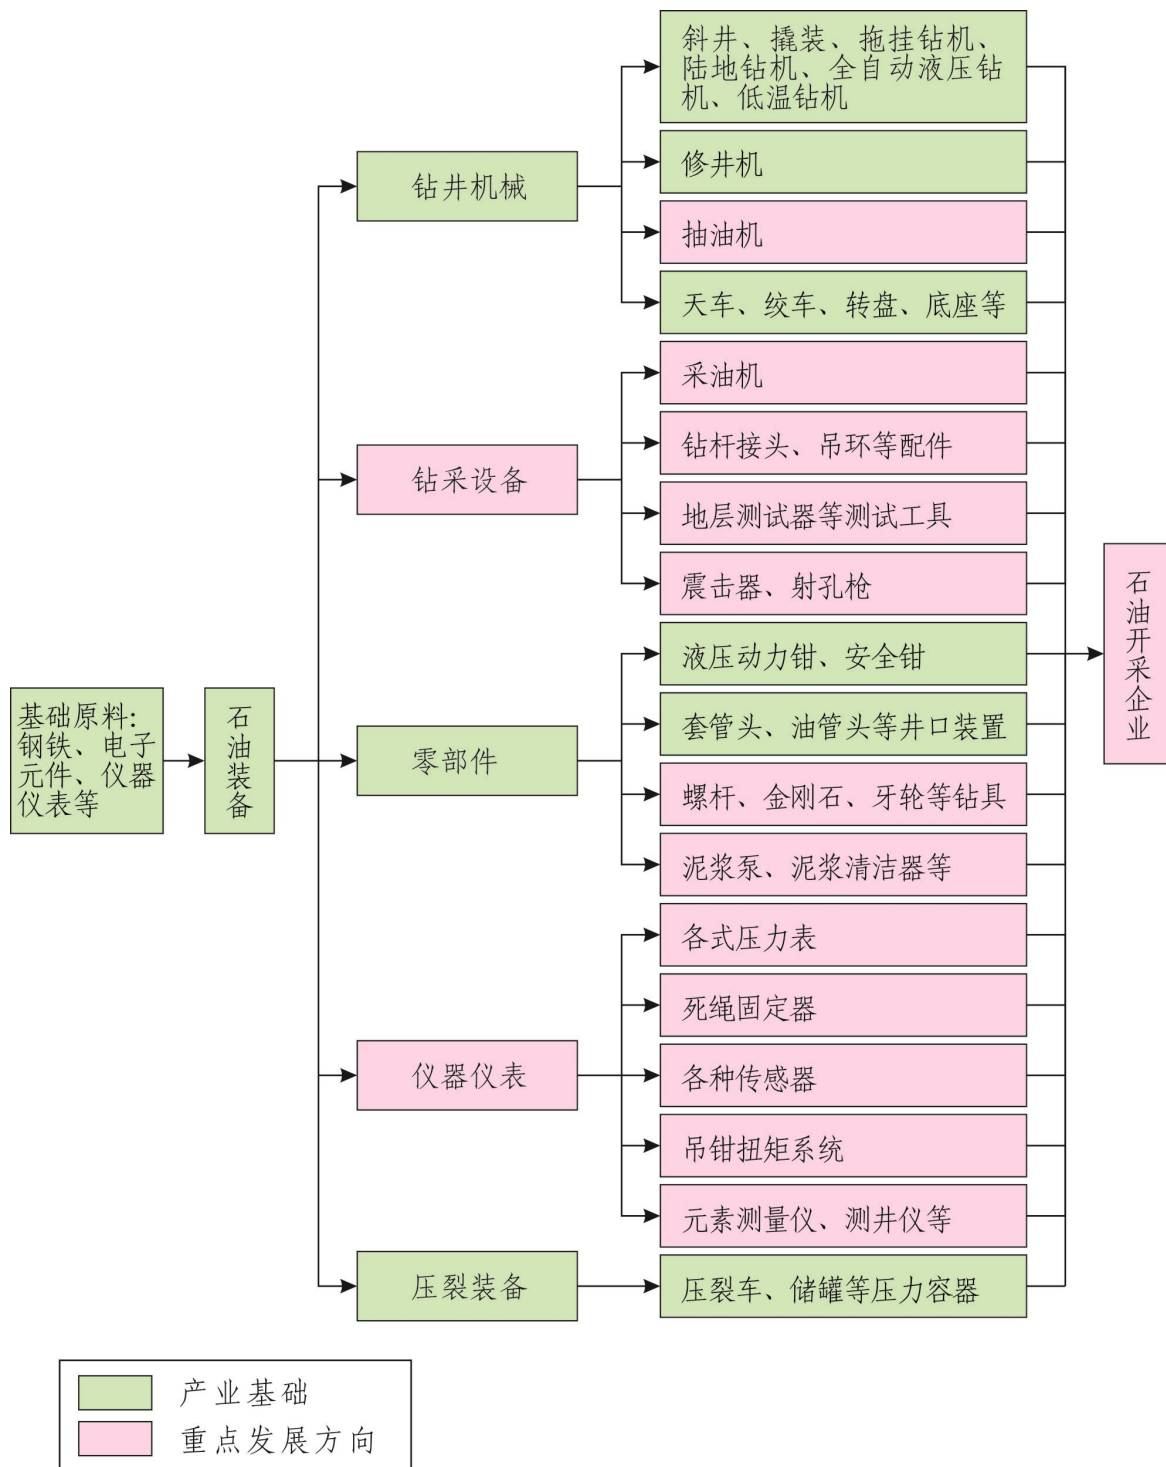 斜井、撬装、拖挂钻机、
陆地钻机、全自动液压钻
机、低温钻机
钻井机械
修井机
抽油机
天车、绞车、转盘、底座等
采油机
钻采设备
钻杆接头、吊环等配件
地层测试器等测试工具
震击器、射孔枪
石油开采企业
液压动力钳、安全钳
基础原料:
钢铁、电子
元件、仪器
仪表等
石油装备
零部件
套管头、油管头等井口装置
螺杆、金刚石、牙轮等钻具
泥浆泵、泥浆清洁器等
各式压力表
死绳固定器
仪器仪表
各种传感器
吊钳扭矩系统
元素测量仪、测井仪等
压裂装备
压裂车、储罐等压力容器
产业基础
重点发展方向